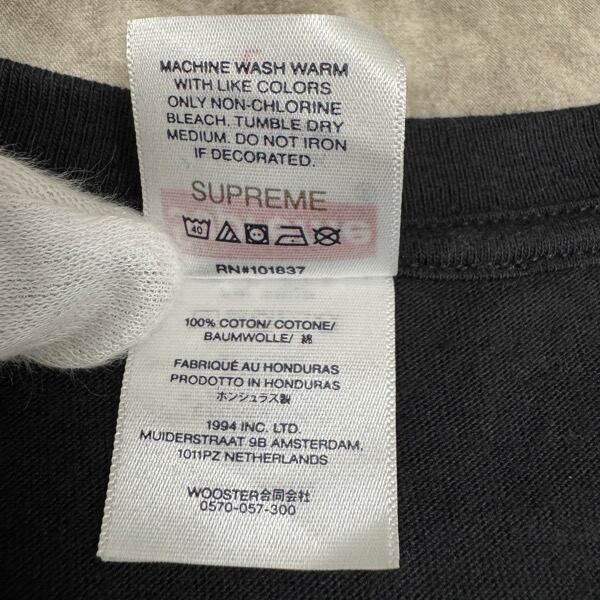 MACHINE WASH WARM
WITH LIKE COLORS
ONLY NON-CHLORINE
BLEACH. TUMBLE DRY
MEDIUM. DO NOT IRON
IF DECORATED.
SUPREME
40
RN#101837
100% COTON/ COTONE/
BAUMWOLLE/ 綿
FABRIQUÉ AU HONDURAS
PRODOTTO IN HONDURAS
ホンジュラス製
1994 INC. LTD.
MUIDERSTRAAT 9B AMSTERDAM,
1011PZ NETHERLANDS
WOOSTER合同会社
0570-057-300